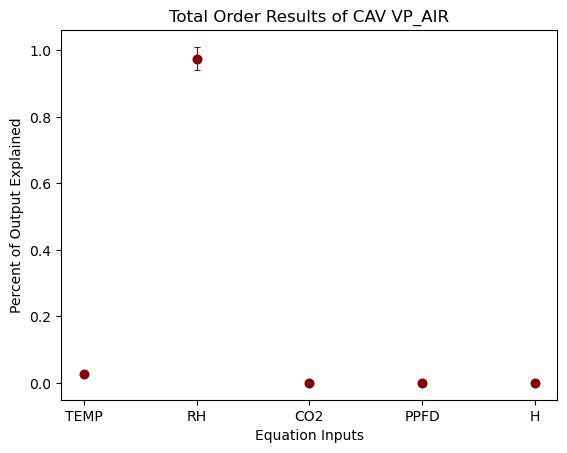 Total Order Results of CAV VP_AIR
Percent of Output Explained
1.0
0.8
0.6
0.4
0.2
0.0
TEMP RH CO2 PPFD H
Equation Inputs